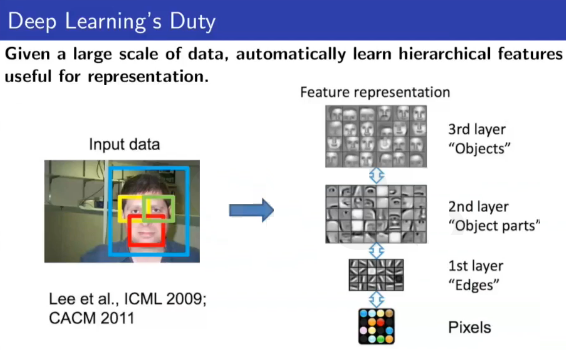 Deep Learning's Duty
Given a large scale of data, automatically learn hierarchical features
useful for representation.
Feature representation
Input data
3rd layer
"Objects"
2nd layer
"Object parts"
1st layer
"Edges"
Pixels
Lee et al., ICML 2009;
CACM 2011